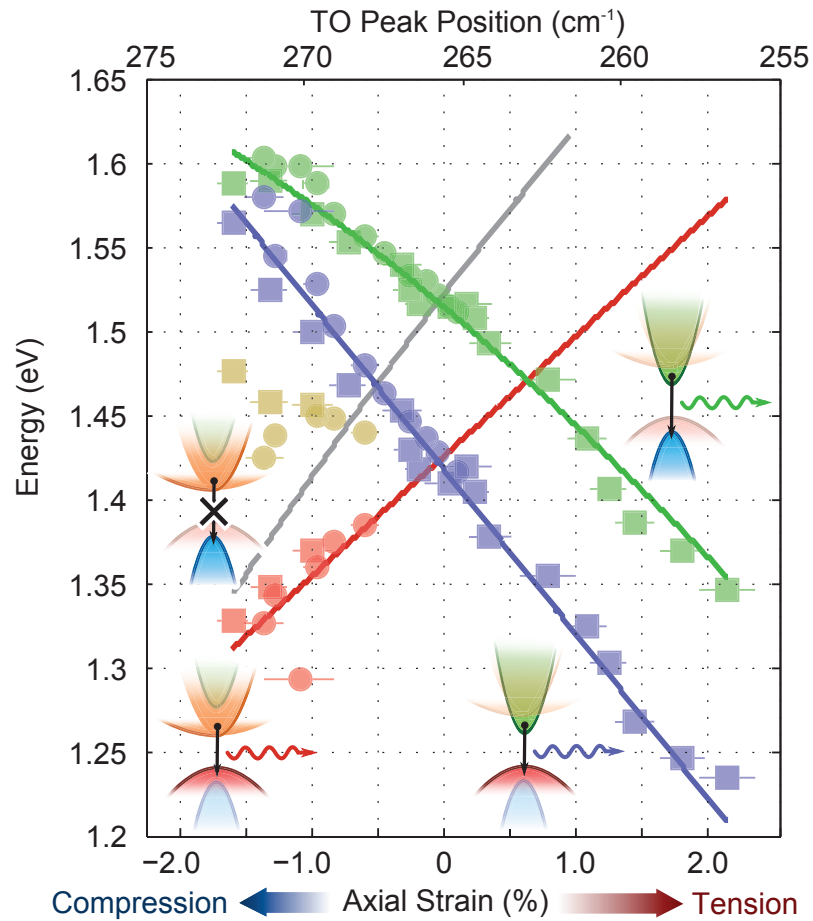 TO Peak Position (cm⁻¹)
275 270 265 260 255
1.65
1.6
1.55
1.5
1.45
1.4
1.35
1.3
1.25
1.2
Energy (eV)
−2.0 −1.0 0 1.0 2.0
Compression Axial Strain (%) Tension